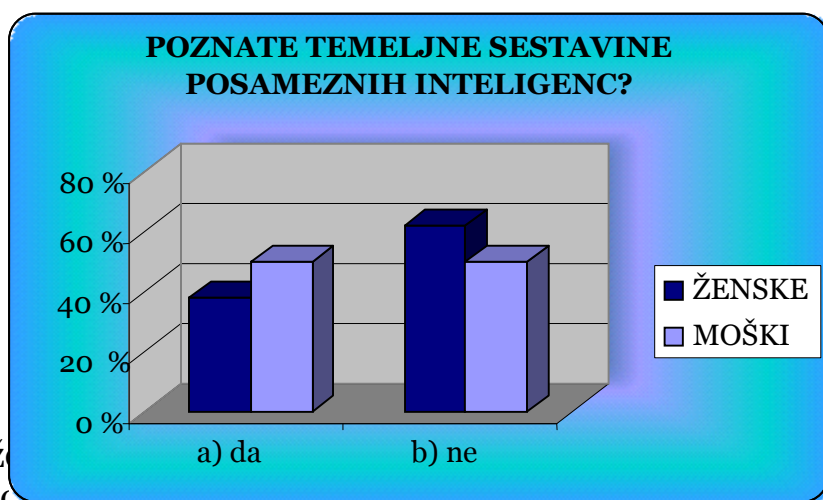 POZNATE TEMELJNE SESTAVINE
POSAMEZNIH INTELIGENC?
80 %
60 %
40 %
20 %
0 %
a) da
b) ne
ŽENSKE
MOŠKI